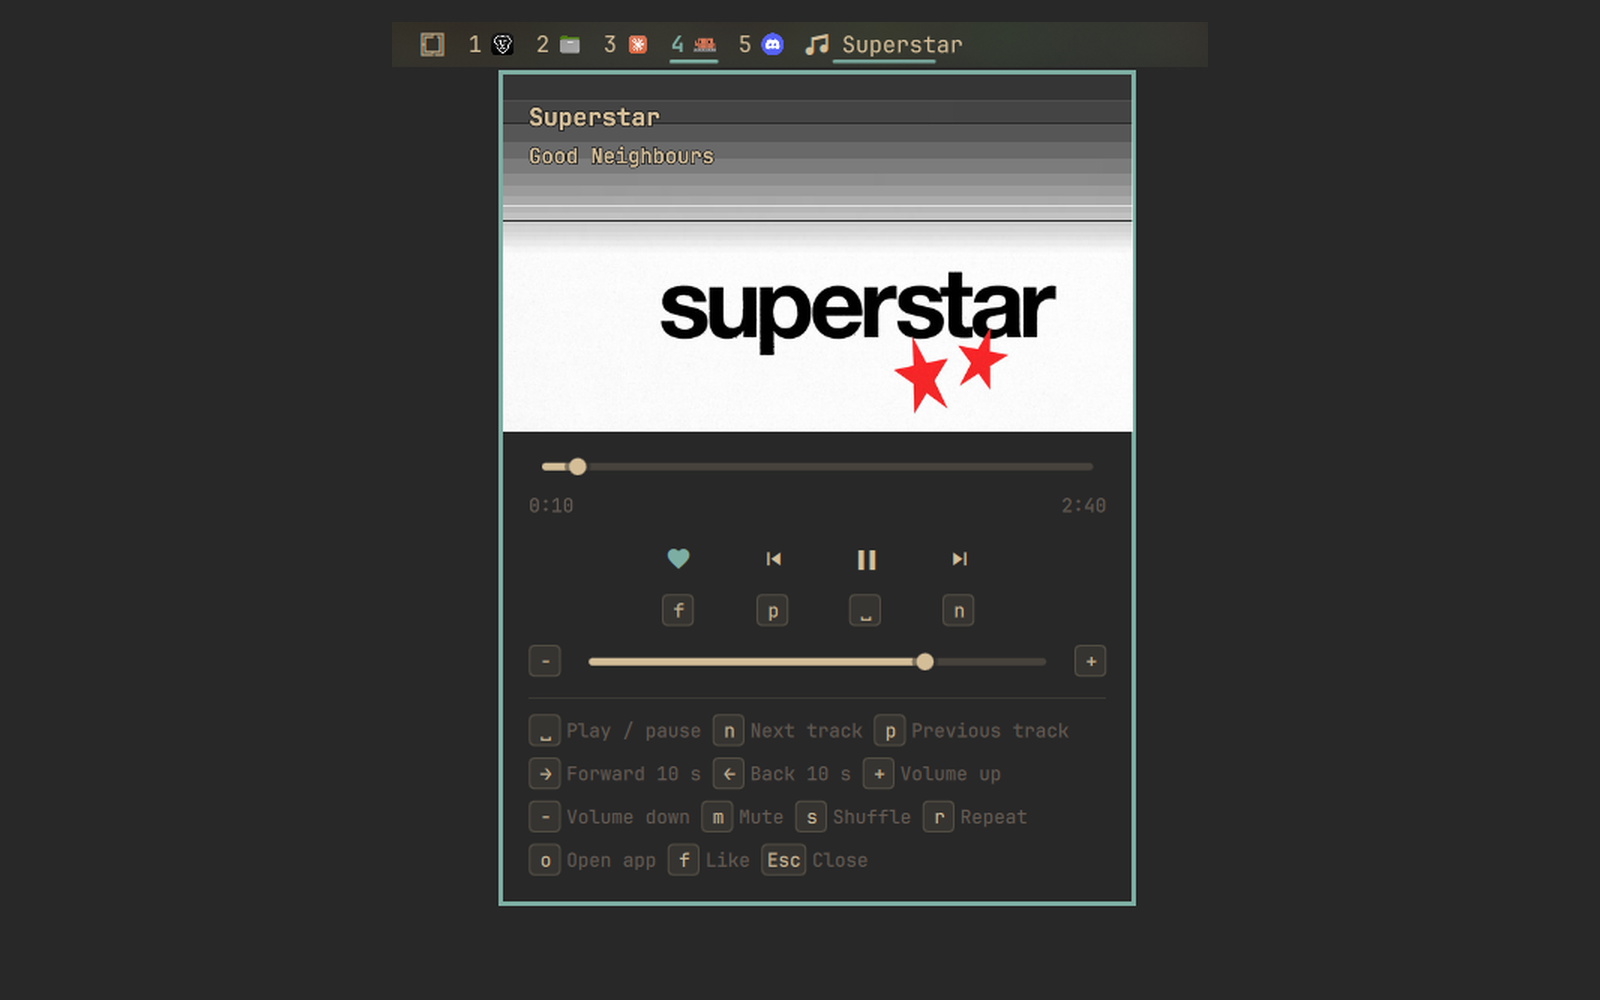 1 2 3 4 5 Superstar
Superstar
Good Neighbours
superstar
0:10 2:40
f p ␣ n
- +
␣ Play / pause n Next track p Previous track
→ Forward 10 s ← Back 10 s + Volume up
- Volume down m Mute s Shuffle r Repeat
o Open app f Like Esc Close